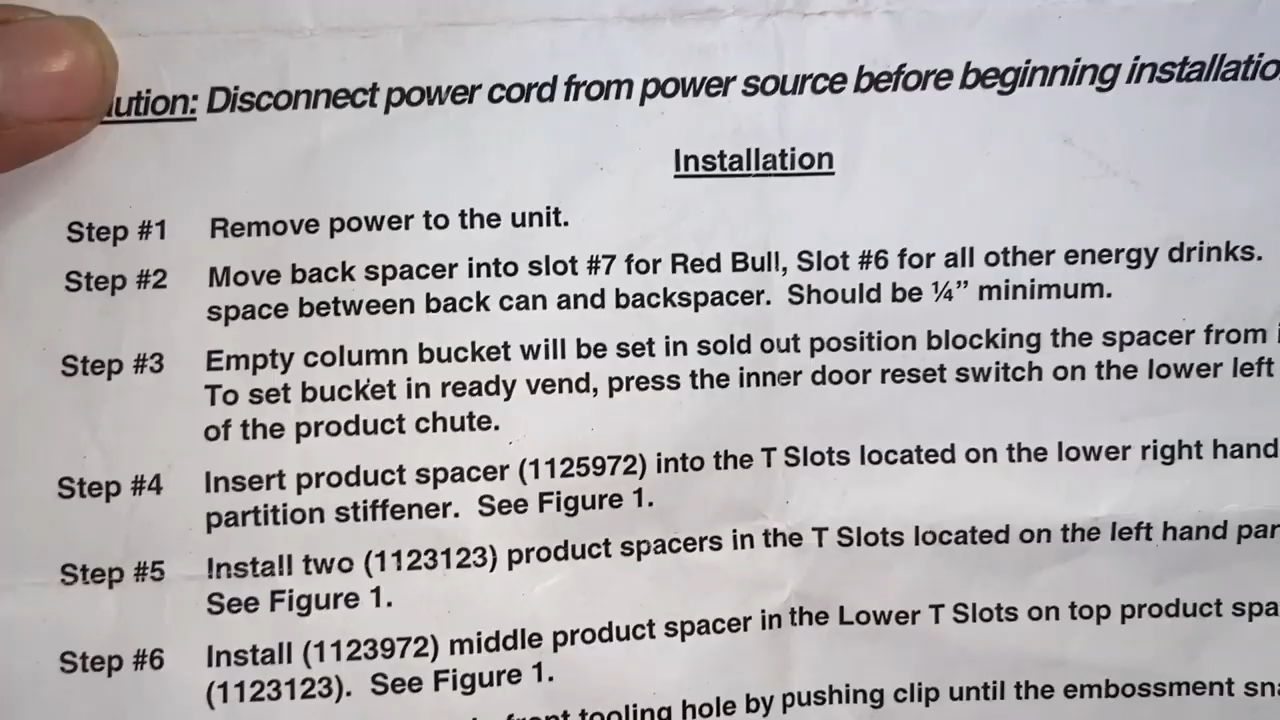 ution: Disconnect power cord from power source before beginning installatio
Installation
Step #1 Remove power to the unit.
Step #2 Move back spacer into slot #7 for Red Bull, Slot #6 for all other energy drinks.
space between back can and backspacer. Should be ¼” minimum.
Step #3 Empty column bucket will be set in sold out position blocking the spacer from i
To set bucket in ready vend, press the inner door reset switch on the lower left
of the product chute.
Step #4 Insert product spacer (1125972) into the T Slots located on the lower right hand
partition stiffener. See Figure 1.
Step #5 Install two (1123123) product spacers in the T Slots located on the left hand par
See Figure 1.
Step #6 Install (1123972) middle product spacer in the Lower T Slots on top product spa
(1123123). See Figure 1.
front tooling hole by pushing clip until the embossment sna